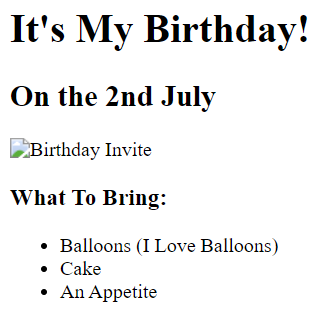 It's My Birthday!
On the 2nd July
Birthday Invite
What To Bring:
Balloons (I Love Balloons)
Cake
An Appetite